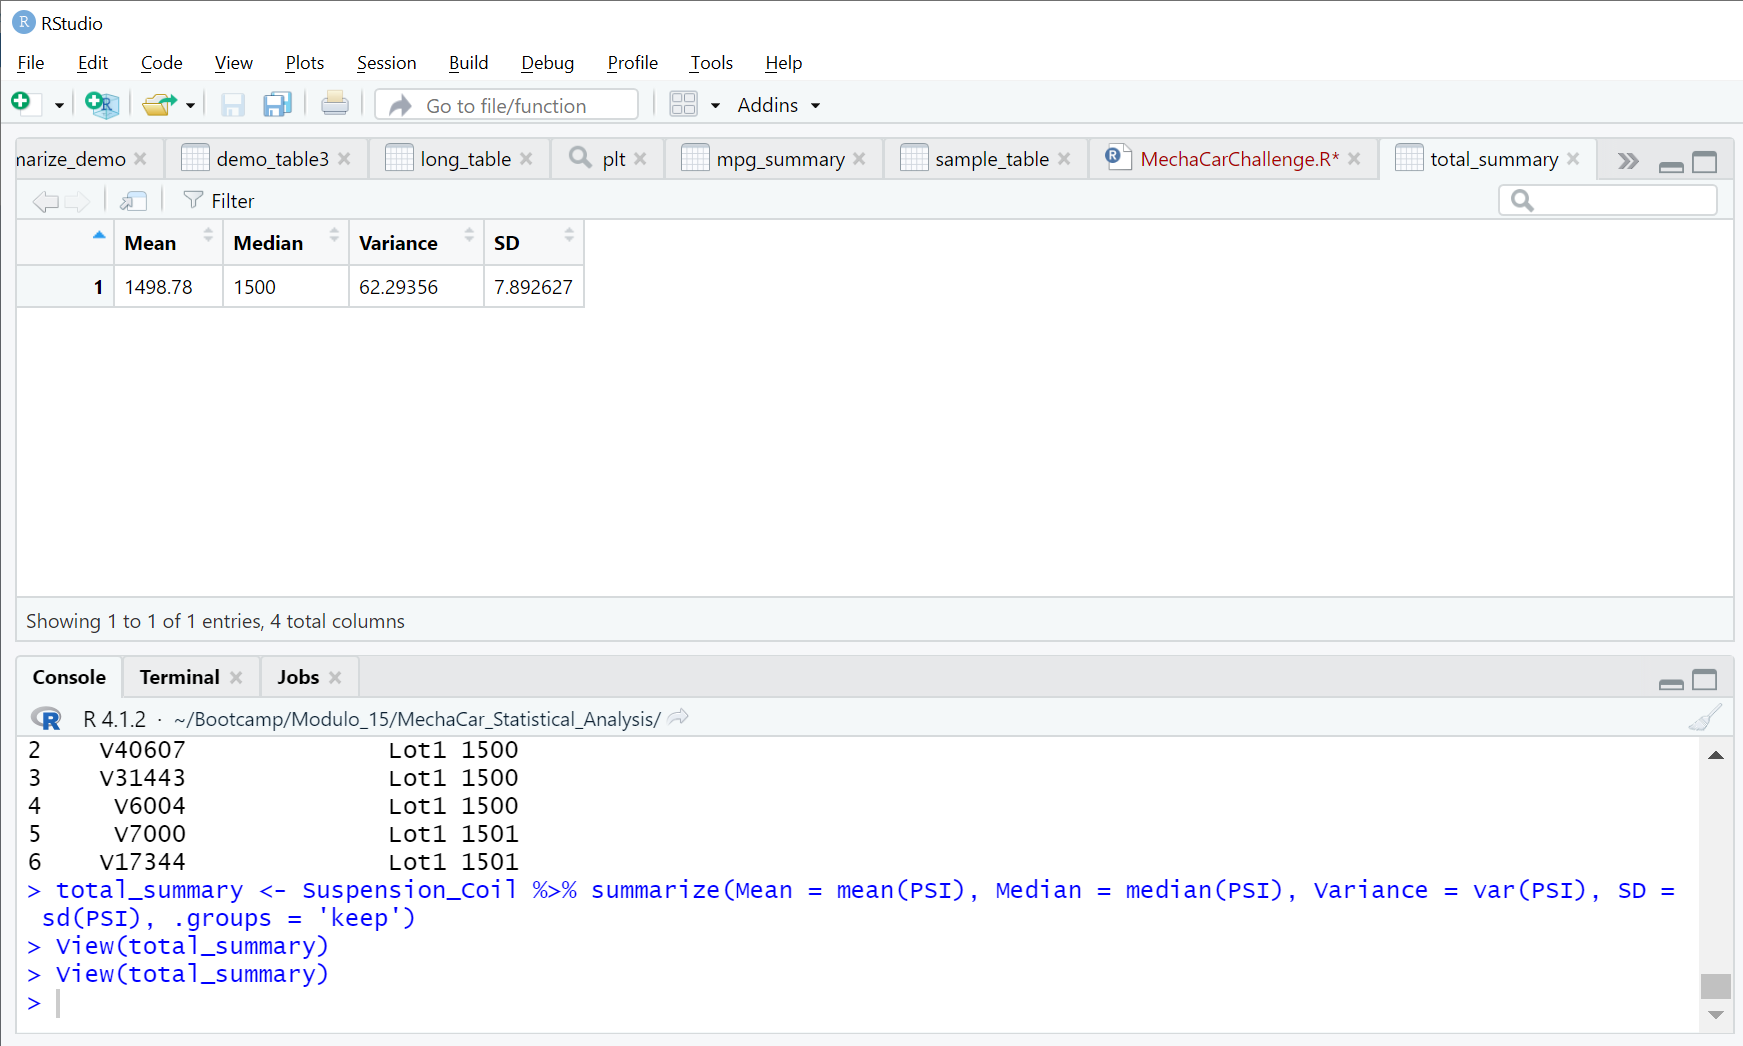 RStudio
File Edit Code View Plots Session Build Debug Profile Tools Help
Go to file/function Addins
marize_demo demo_table3 long_table plt mpg_summary sample_table MechaCarChallenge.R* total_summary
Filter
Mean Median Variance SD
1 1498.78 1500 62.29356 7.892627
Showing 1 to 1 of 1 entries, 4 total columns
Console Terminal Jobs
R 4.1.2 · ~/Bootcamp/Modulo_15/MechaCar_Statistical_Analysis/
2 V40607 Lot1 1500
3 V31443 Lot1 1500
4 V6004 Lot1 1500
5 V7000 Lot1 1501
6 V17344 Lot1 1501
> total_summary <- Suspension_Coil %>% summarize(Mean = mean(PSI), Median = median(PSI), Variance = var(PSI), SD =
sd(PSI), .groups = 'keep')
> View(total_summary)
> View(total_summary)
>